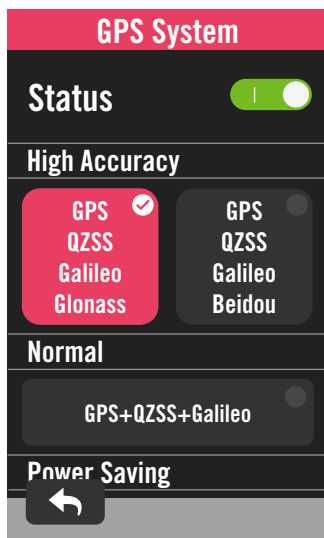 GPS System
Status
High Accuracy
GPS
QZSS
Galileo
Glonass
GPS
QZSS
Galileo
Beidou
Normal
GPS+QZSS+Galileo
Power Saving